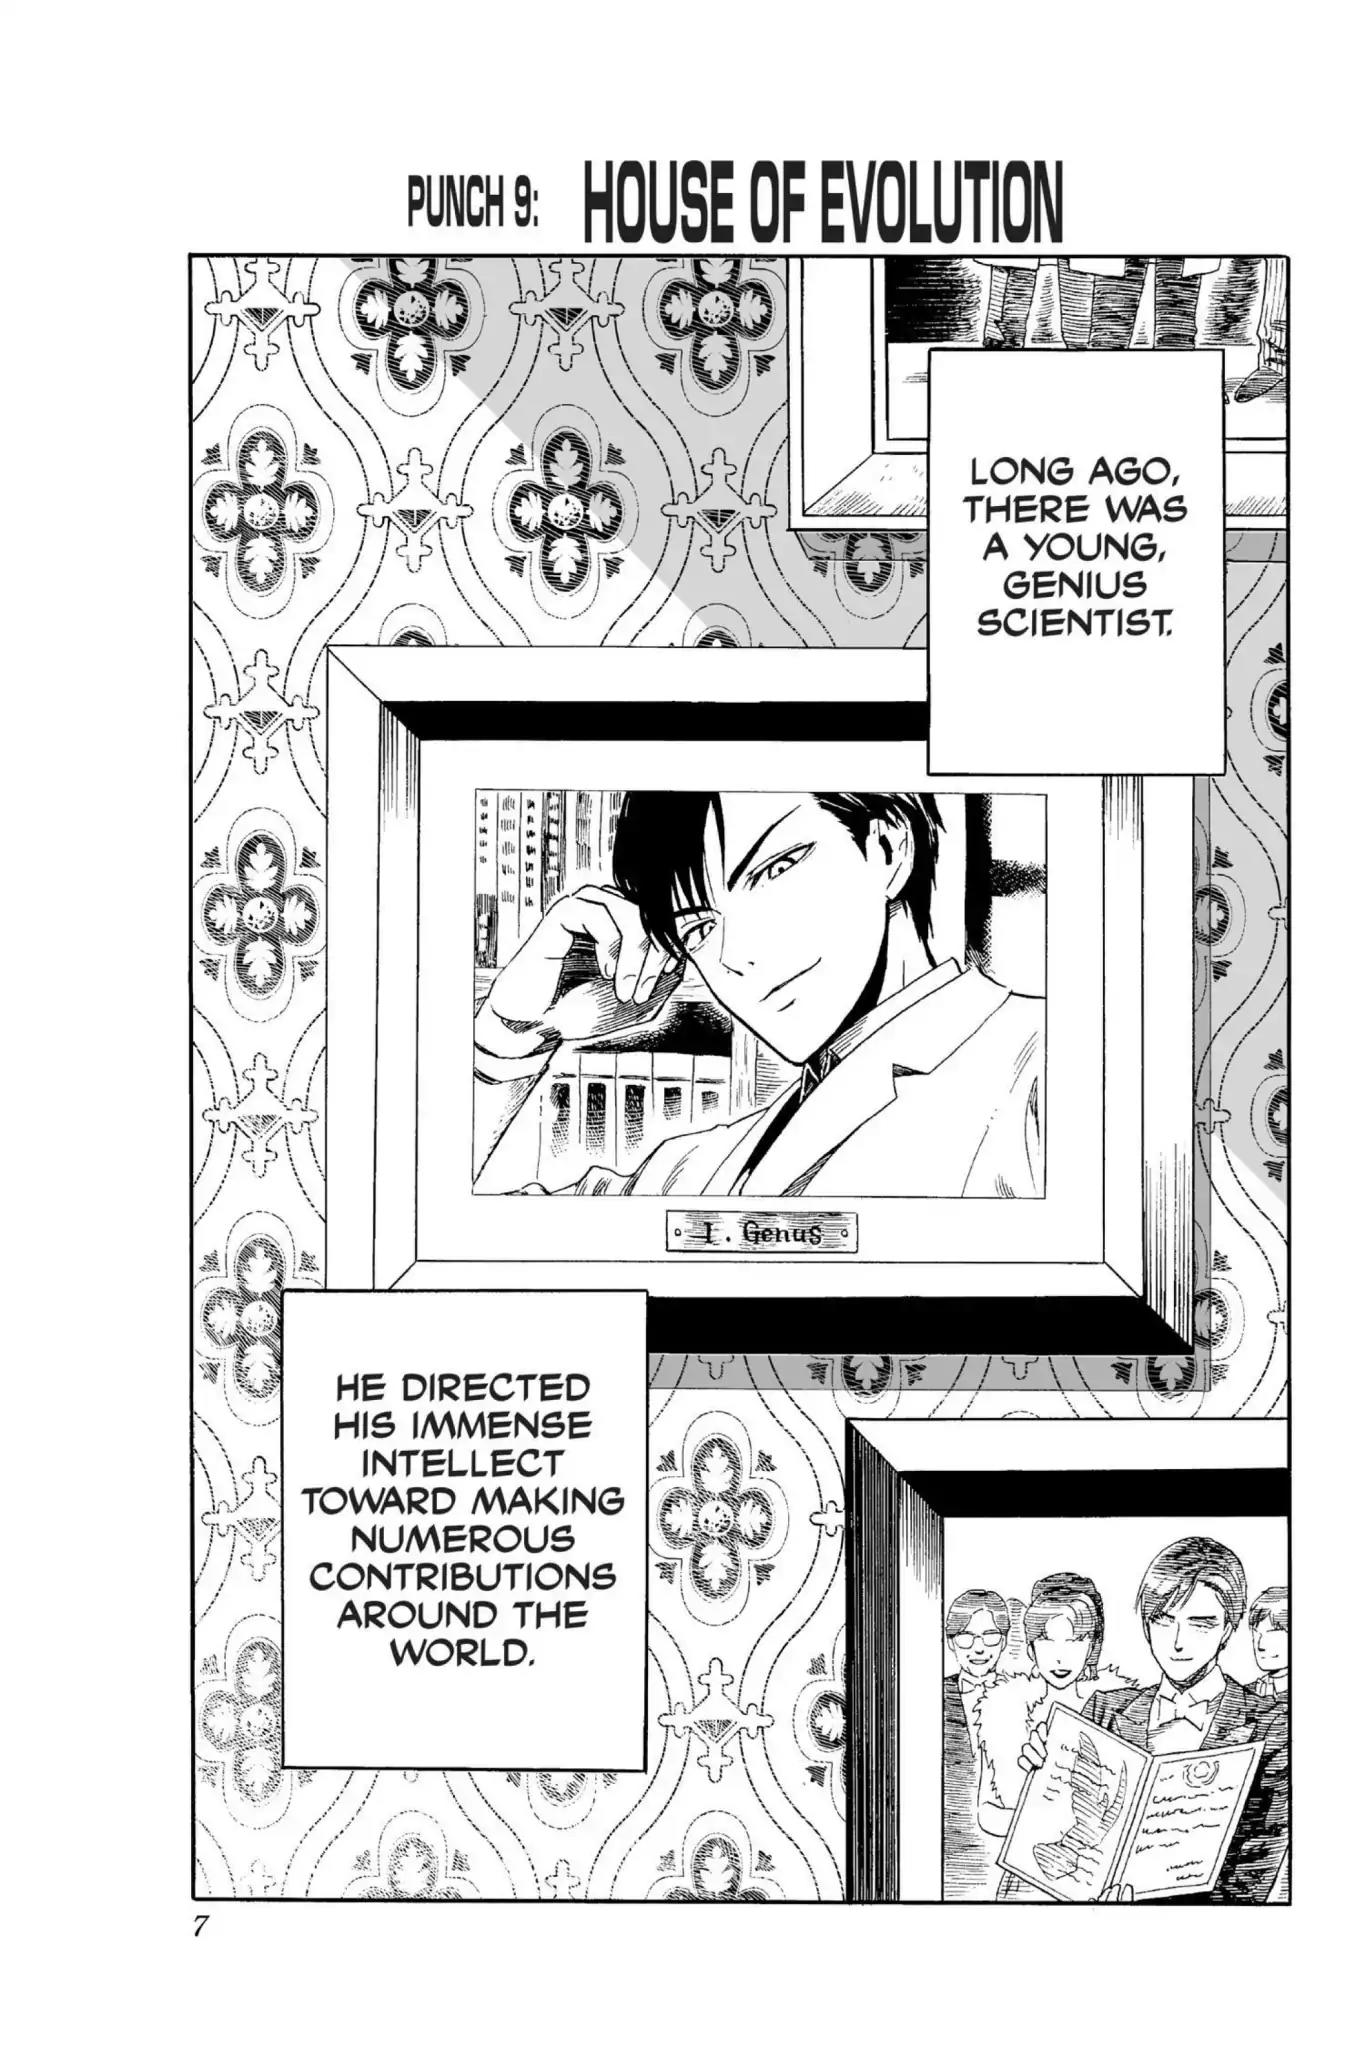 PUNCH 9: HOUSE OF EVOLUTION
LONG AGO,
THERE WAS
A YOUNG,
GENIUS
SCIENTIST.
I. Genus
HE DIRECTED
HIS IMMENSE
INTELLECT
TOWARD MAKING
NUMEROUS
CONTRIBUTIONS
AROUND THE
WORLD.
7